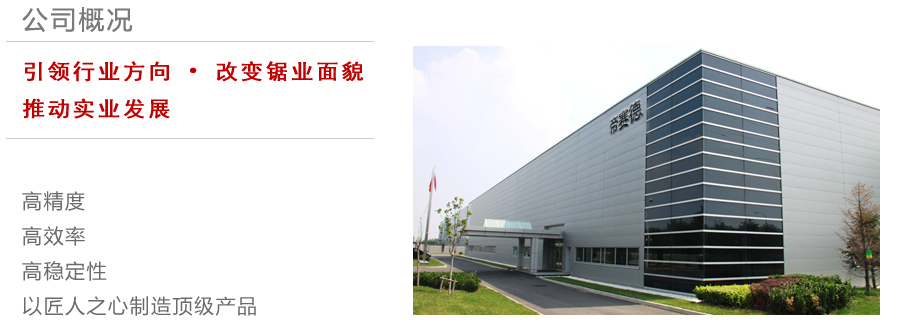 公司概况
引领行业方向 · 改变锯业面貌
推动实业发展
高精度
高效率
高稳定性
以匠人之心制造顶级产品
帝赛德